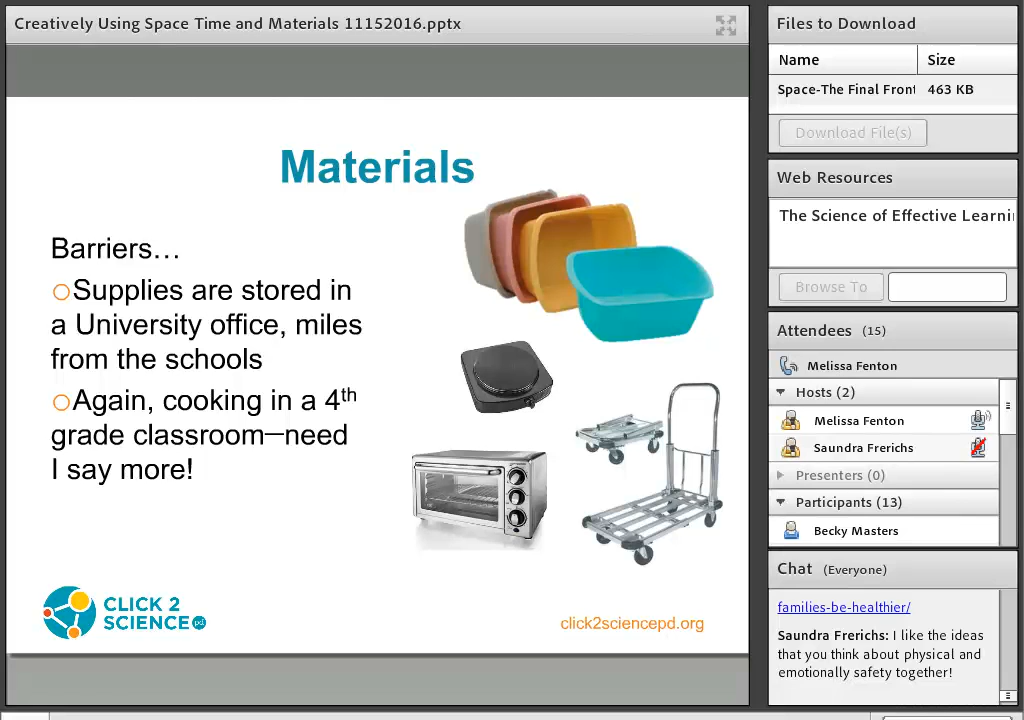 Creatively Using Space Time and Materials 11152016.pptx
Materials
Barriers…
Supplies are stored in
a University office, miles
from the schools
Again, cooking in a 4th
grade classroom—need
I say more!
CLICK 2
SCIENCE pd
click2sciencepd.org
Files to Download
Name Size
Space-The Final Front 463 KB
Download File(s)
Web Resources
The Science of Effective Learni
Browse To
Attendees (15)
Melissa Fenton
Hosts (2)
Melissa Fenton
Saundra Frerichs
Presenters (0)
Participants (13)
Becky Masters
Chat (Everyone)
families-be-healthier/
Saundra Frerichs: I like the ideas
that you think about physical and
emotionally safety together!